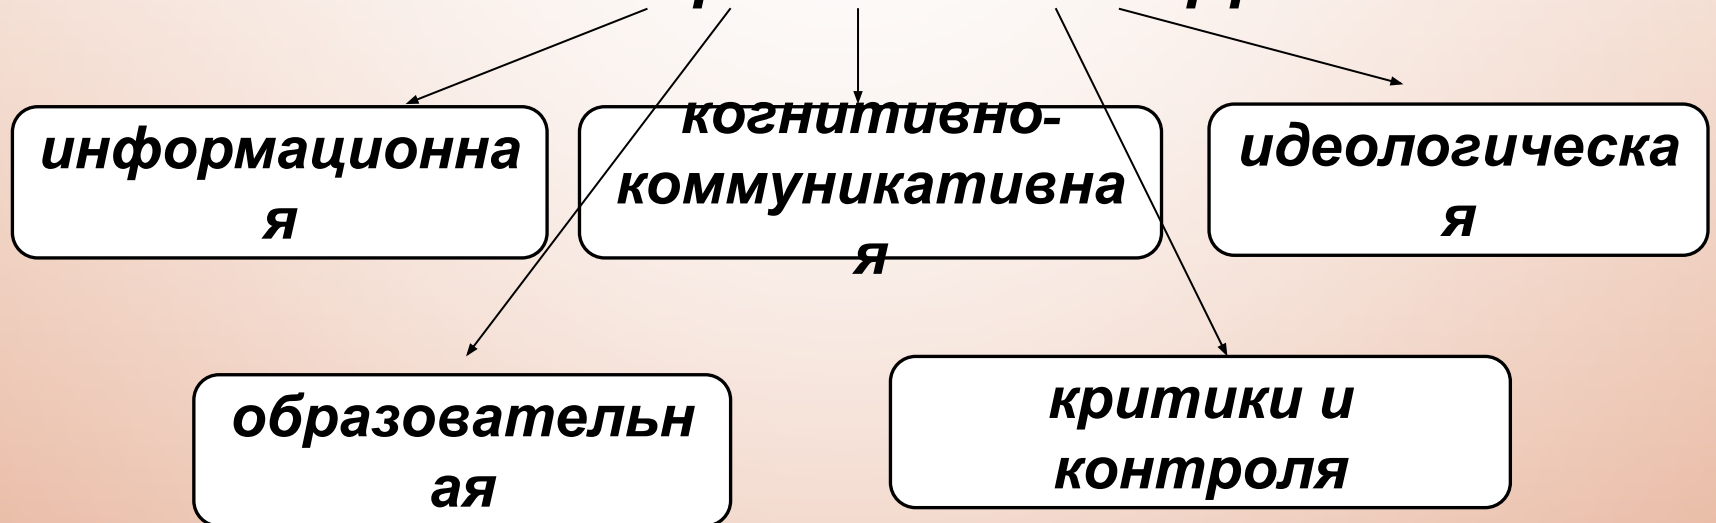 информационна
я
когнитивно-
коммуникативна
я
идеологическа
я
образовательн
ая
критики и
контроля